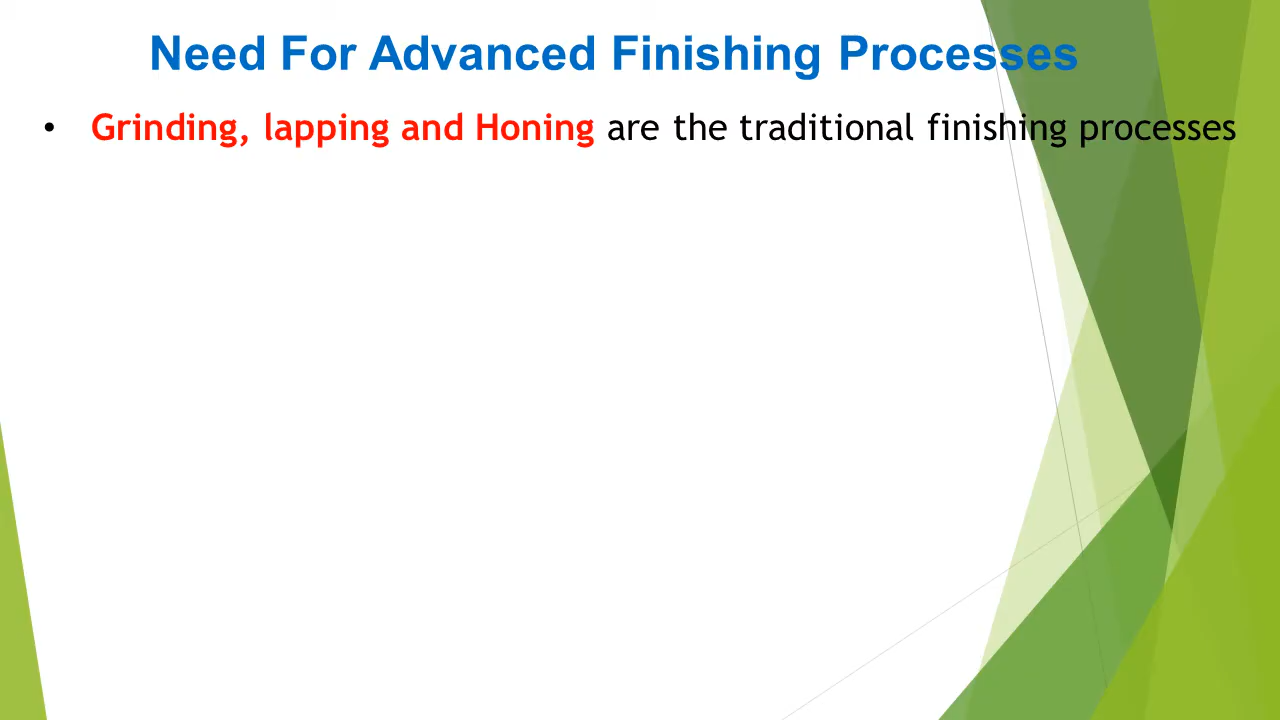 Need For Advanced Finishing Processes
• Grinding, lapping and Honing are the traditional finishing processes